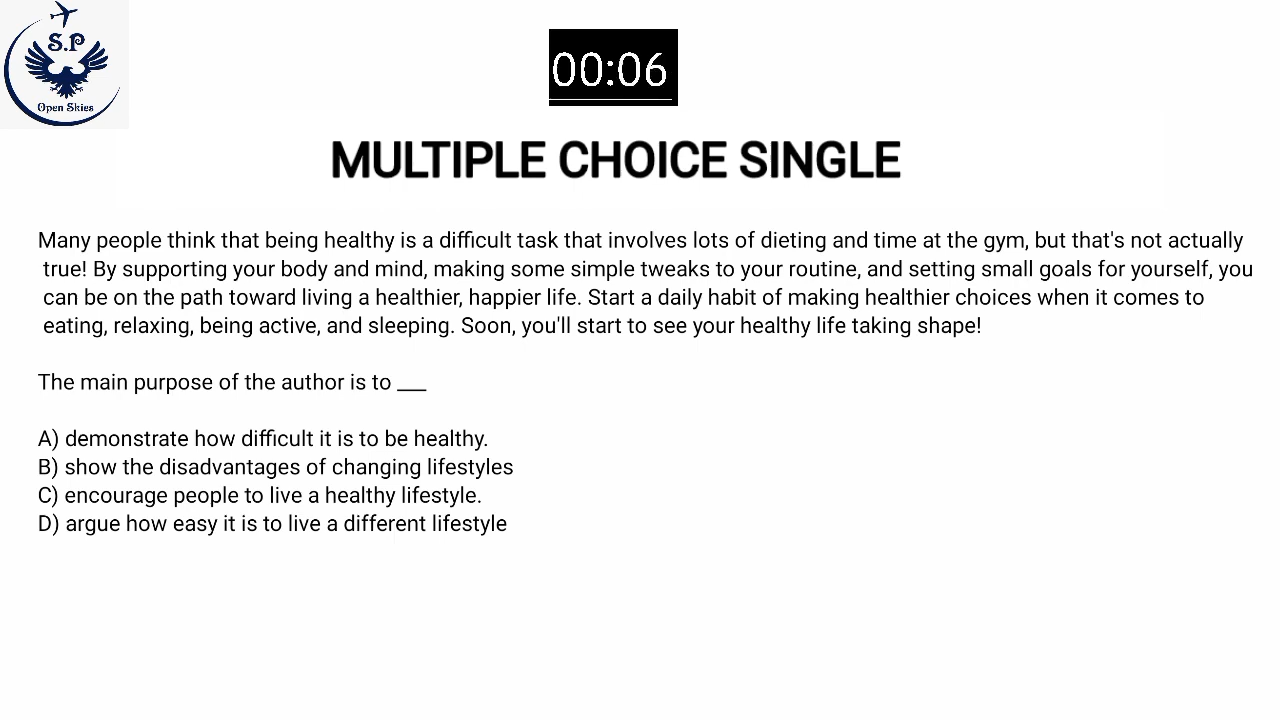 S.P
Open Skies
00:06
MULTIPLE CHOICE SINGLE
Many people think that being healthy is a difficult task that involves lots of dieting and time at the gym, but that's not actually
true! By supporting your body and mind, making some simple tweaks to your routine, and setting small goals for yourself, you
can be on the path toward living a healthier, happier life. Start a daily habit of making healthier choices when it comes to
eating, relaxing, being active, and sleeping. Soon, you'll start to see your healthy life taking shape!
The main purpose of the author is to ___
A) demonstrate how difficult it is to be healthy.
B) show the disadvantages of changing lifestyles
C) encourage people to live a healthy lifestyle.
D) argue how easy it is to live a different lifestyle